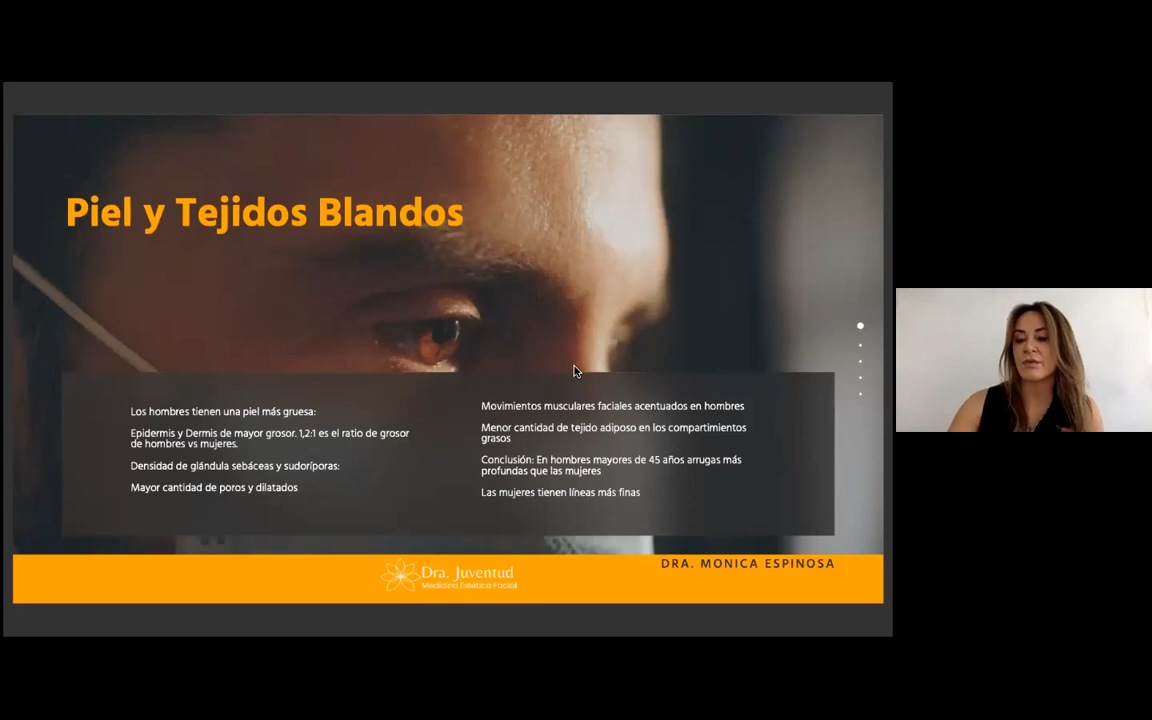 Piel y Tejidos Blandos
Los hombres tienen una piel más gruesa:
Epidermis y Dermis de mayor grosor. 1,2:1 es el ratio de grosor
de hombres vs mujeres.
Densidad de glándula sebáceas y sudoríporas:
Mayor cantidad de poros y dilatados
Movimientos musculares faciales acentuados en hombres
Menor cantidad de tejido adiposo en los compartimientos
grasos
Conclusión: En hombres mayores de 45 años arrugas más
profundas que las mujeres
Las mujeres tienen líneas más finas
DRA. MONICA ESPINOSA
Dra. Juventud
Medicina Estética Facial